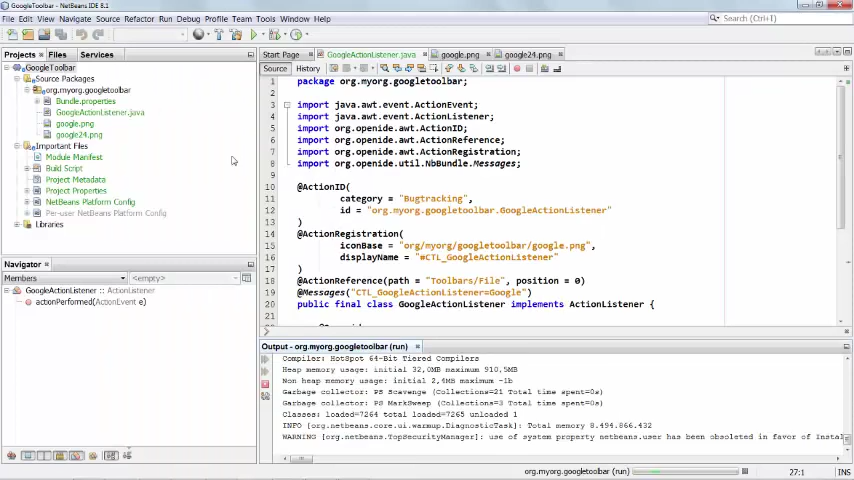 GoogleToolbar - NetBeans IDE 8.1
File Edit View Navigate Source Refactor Run Debug Profile Team Tools Window Help
Search (Ctrl+I)
Projects Files Services
GoogleToolbar
Source Packages
org.myorg.googletoolbar
Bundle.properties
GoogleActionListener.java
google.png
google24.png
Important Files
Module Manifest
Build Script
Project Metadata
Project Properties
NetBeans Platform Config
Per-user NetBeans Platform Config
Libraries
Navigator
Members <empty>
GoogleActionListener :: ActionListener
actionPerformed(ActionEvent e)
Start Page GoogleActionListener.java google.png google24.png
Source History
1 package org.myorg.googletoolbar;
2
3 import java.awt.event.ActionEvent;
4 import java.awt.event.ActionListener;
5 import org.openide.awt.ActionID;
6 import org.openide.awt.ActionReference;
7 import org.openide.awt.ActionRegistration;
8 import org.openide.util.NbBundle.Messages;
9
10 @ActionID(
11 category = "Bugtracking",
12 id = "org.myorg.googletoolbar.GoogleActionListener"
13 )
14 @ActionRegistration(
15 iconBase = "org/myorg/googletoolbar/google.png",
16 displayName = "#CTL_GoogleActionListener"
17 )
18 @ActionReference(path = "Toolbars/File", position = 0)
19 @Messages("CTL_GoogleActionListener=Google")
20 public final class GoogleActionListener implements ActionListener {
21
Output - org.myorg.googletoolbar (run)
Compiler: HotSpot 64-Bit Tiered Compilers
Heap memory usage: initial 32,0MB maximum 910,5MB
Non heap memory usage: initial 2,4MB maximum -1b
Garbage collector: PS Scavenge (Collections=21 Total time spent=0s)
Garbage collector: PS MarkSweep (Collections=3 Total time spent=0s)
Classes: loaded=7264 total loaded=7265 unloaded 1
INFO [org.netbeans.core.ui.warmup.DiagnosticTask]: Total memory 8.494.866.432
WARNING [org.netbeans.TopSecurityManager]: use of system property netbeans.user has been obsoleted in favor of Instal
org.myorg.googletoolbar (run)
27:1 INS